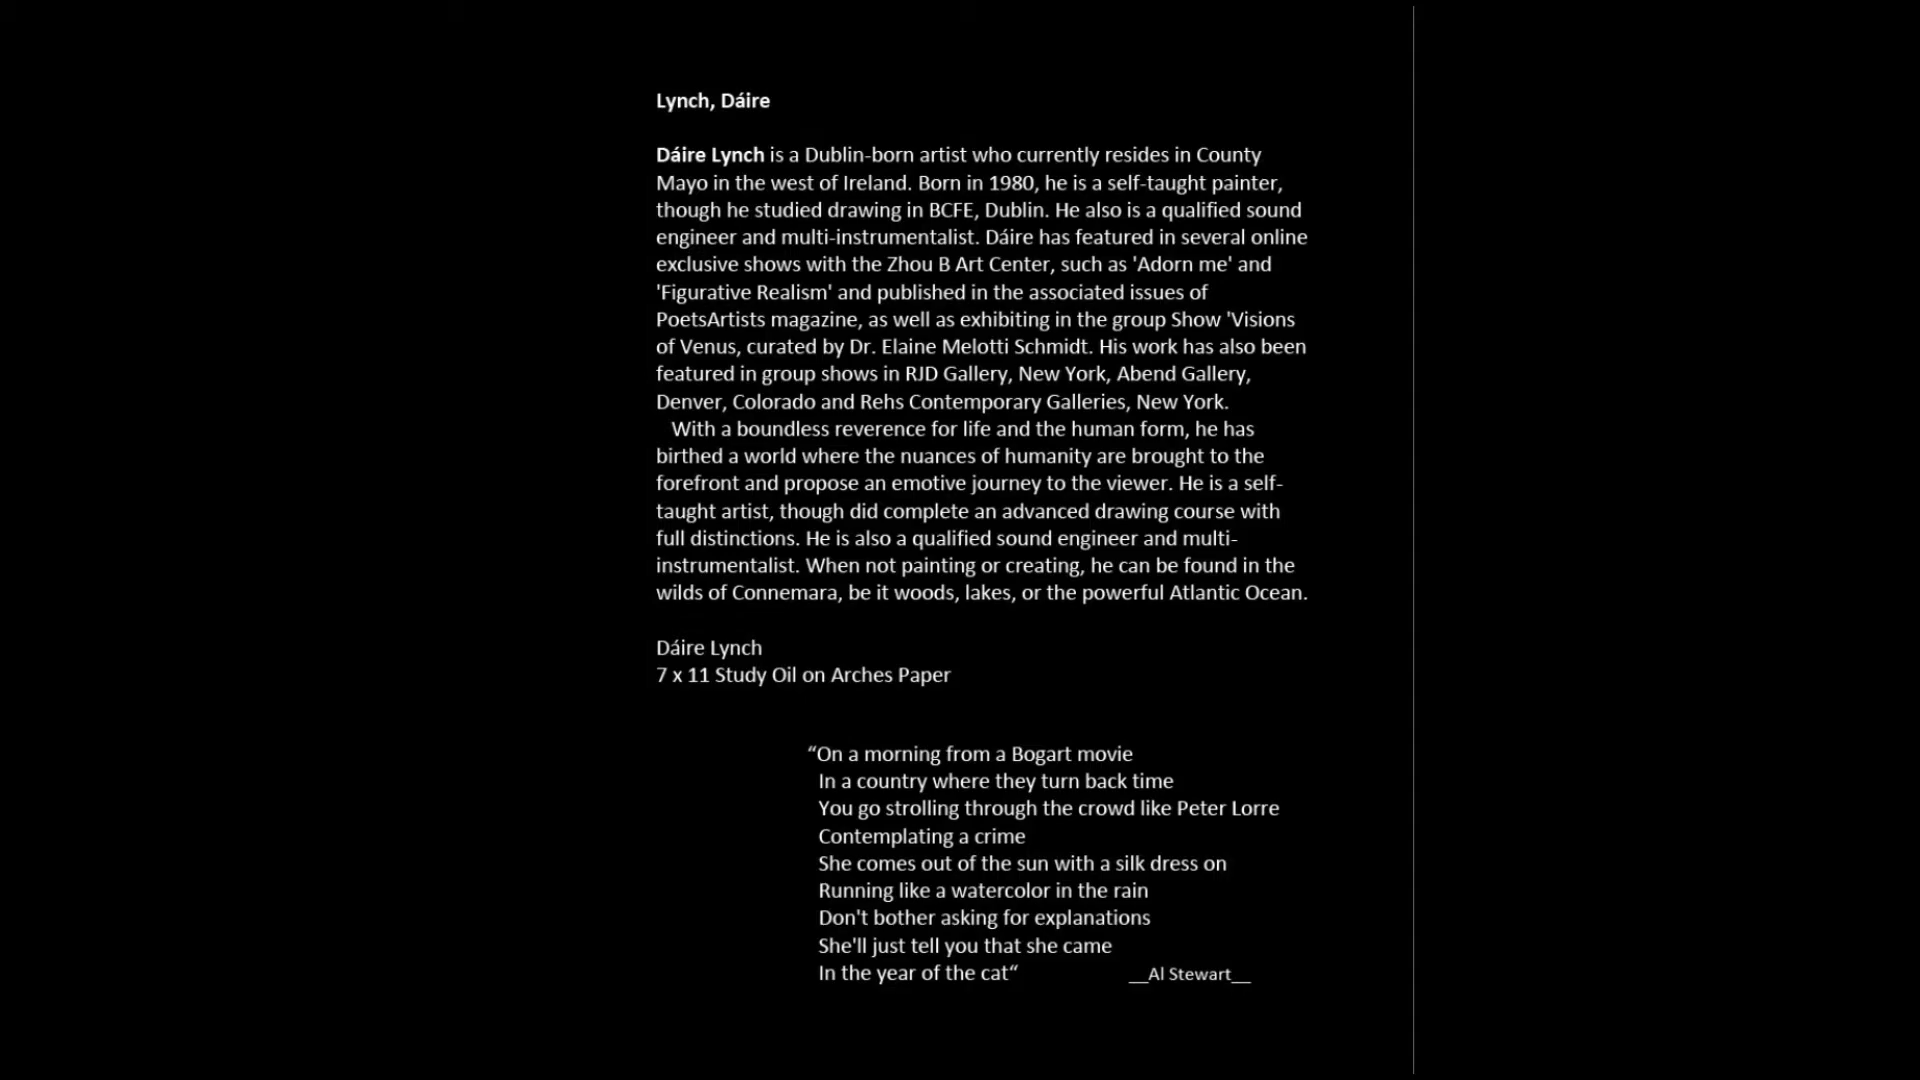 Lynch, Dáire
Dáire Lynch is a Dublin-born artist who currently resides in County
Mayo in the west of Ireland. Born in 1980, he is a self-taught painter,
though he studied drawing in BCFE, Dublin. He also is a qualified sound
engineer and multi-instrumentalist. Dáire has featured in several online
exclusive shows with the Zhou B Art Center, such as 'Adorn me' and
'Figurative Realism' and published in the associated issues of
PoetsArtists magazine, as well as exhibiting in the group Show 'Visions
of Venus, curated by Dr. Elaine Melotti Schmidt. His work has also been
featured in group shows in RJD Gallery, New York, Abend Gallery,
Denver, Colorado and Rehs Contemporary Galleries, New York.
With a boundless reverence for life and the human form, he has
birthed a world where the nuances of humanity are brought to the
forefront and propose an emotive journey to the viewer. He is a self-
taught artist, though did complete an advanced drawing course with
full distinctions. He is also a qualified sound engineer and multi-
instrumentalist. When not painting or creating, he can be found in the
wilds of Connemara, be it woods, lakes, or the powerful Atlantic Ocean.
Dáire Lynch
7 x 11 Study Oil on Arches Paper
“On a morning from a Bogart movie
In a country where they turn back time
You go strolling through the crowd like Peter Lorre
Contemplating a crime
She comes out of the sun with a silk dress on
Running like a watercolor in the rain
Don't bother asking for explanations
She'll just tell you that she came
In the year of the cat“ __Al Stewart__